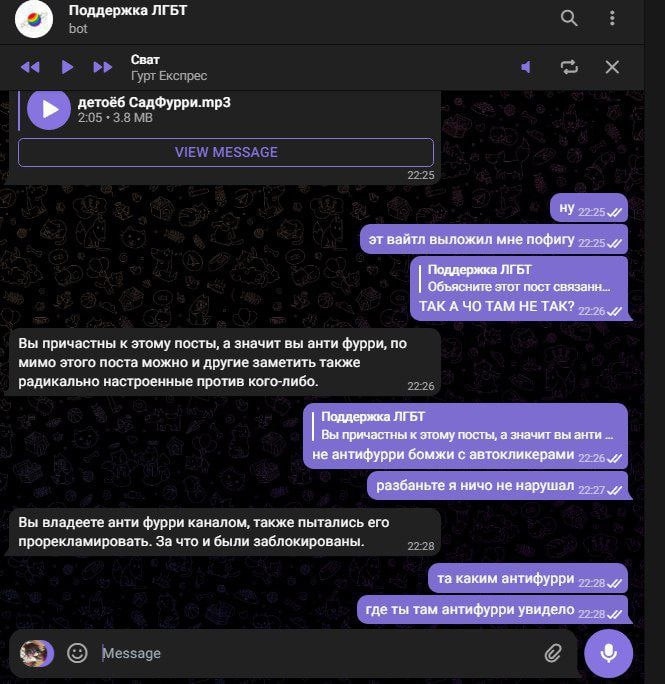 Поддержка ЛГБТ
bot
Сват
Гурт Експрес
детоёб СадФурри.mp3
2:05 • 3.8 MB
VIEW MESSAGE
22:25
ну 22:25
эт вайтл выложил мне пофигу 22:25
Поддержка ЛГБТ
Объясните этот пост связанн...
ТАК А ЧО ТАМ НЕ ТАК? 22:26
Вы причастны к этому посты, а значит вы анти фурри, по
мимо этого поста можно и другие заметить также
радикально настроенные против кого-либо.
22:26
Поддержка ЛГБТ
Вы причастны к этому посты, а значит вы анти ...
не антифурри бомжи с автокликерами 22:26
разбаньте я ничо не нарушал 22:27
Вы владеете анти фурри каналом, также пытались его
прорекламировать. За что и были заблокированы.
22:28
та каким антифурри 22:28
где ты там антифурри увидело 22:28
Message